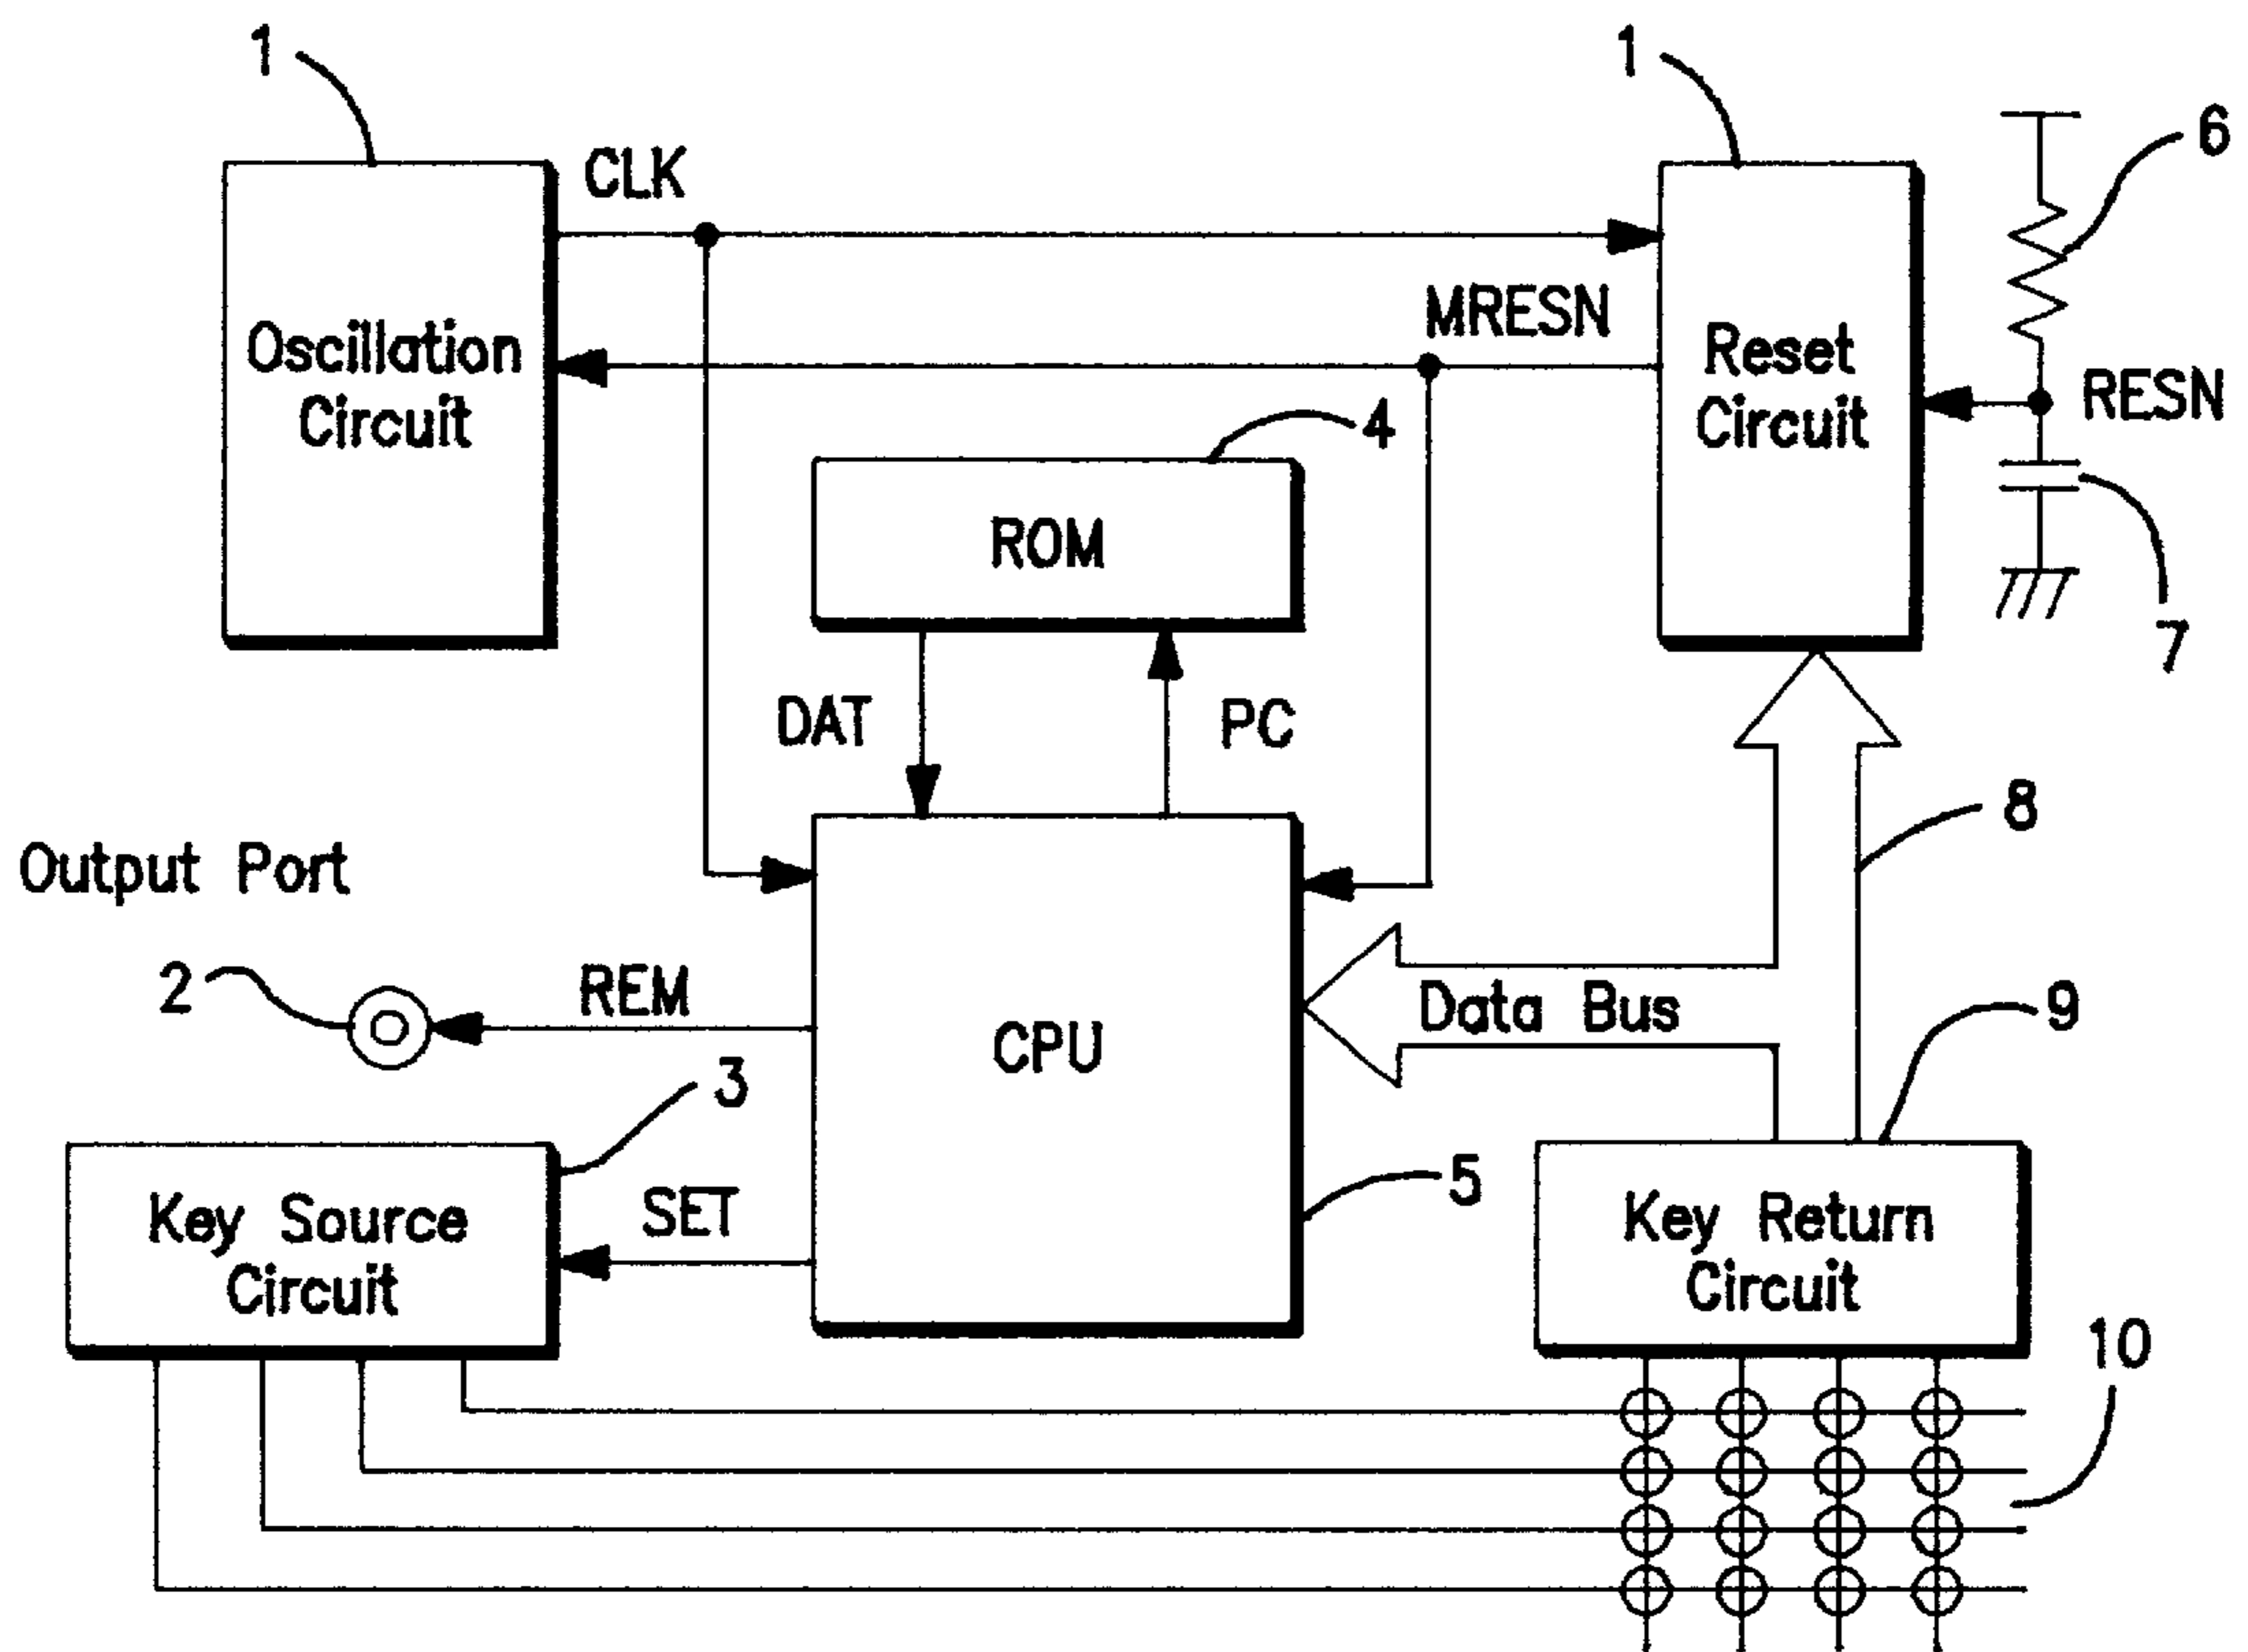 1
1
CLK
6
MRESN
Oscillation
Circuit
Reset
Circuit
RESN
4
ROM
7
DAT
PC
8
Output Port
2
REM
CPU
Data Bus
9
3
Key Source
Circuit
SET
5
Key Return
Circuit
10